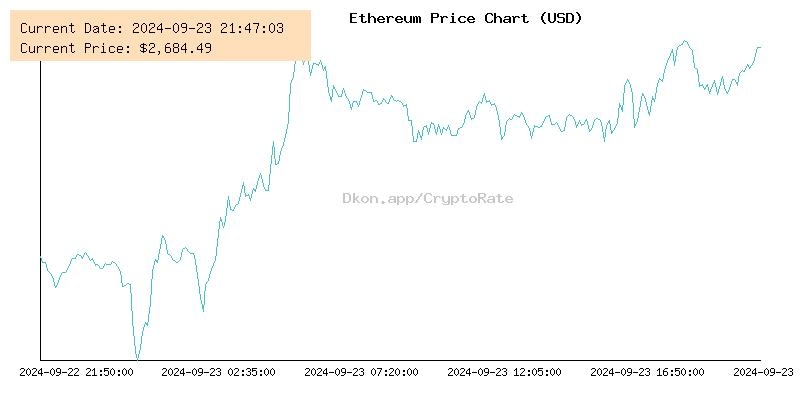 Ethereum Price Chart (USD)
Current Date: 2024-09-23 21:47:03
Current Price: $2,684.49
Dkon.app/CryptoRate
2024-09-22 21:50:00 2024-09-23 02:35:00 2024-09-23 07:20:00 2024-09-23 12:05:00 2024-09-23 16:50:00 2024-09-23